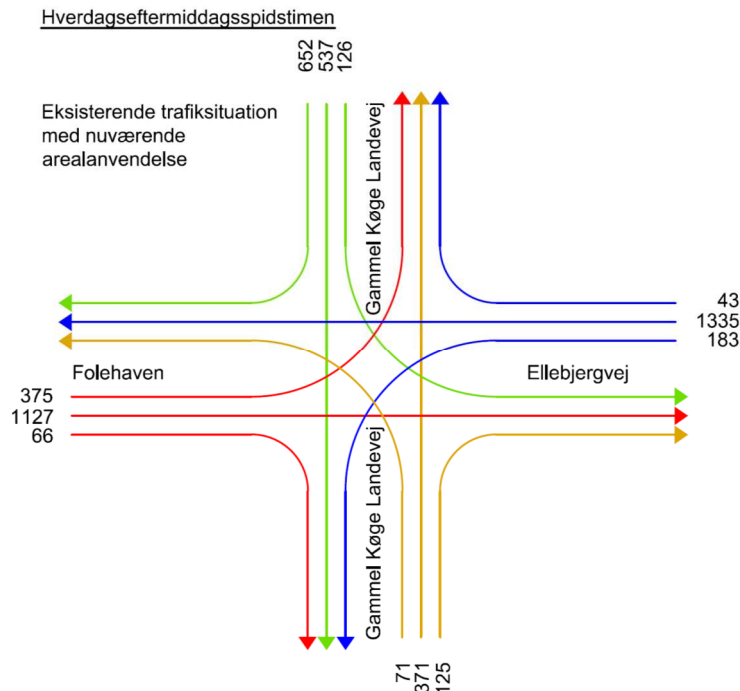 Hverdagseftermiddagsspidstimen
652
537
126
Eksisterende trafiksituation
med nuværende
arealanvendelse
Gammel Køge Landevej
43
1335
183
Folehaven
Ellebjergvej
375
1127
66
Gammel Køge Landevej
71
371
125